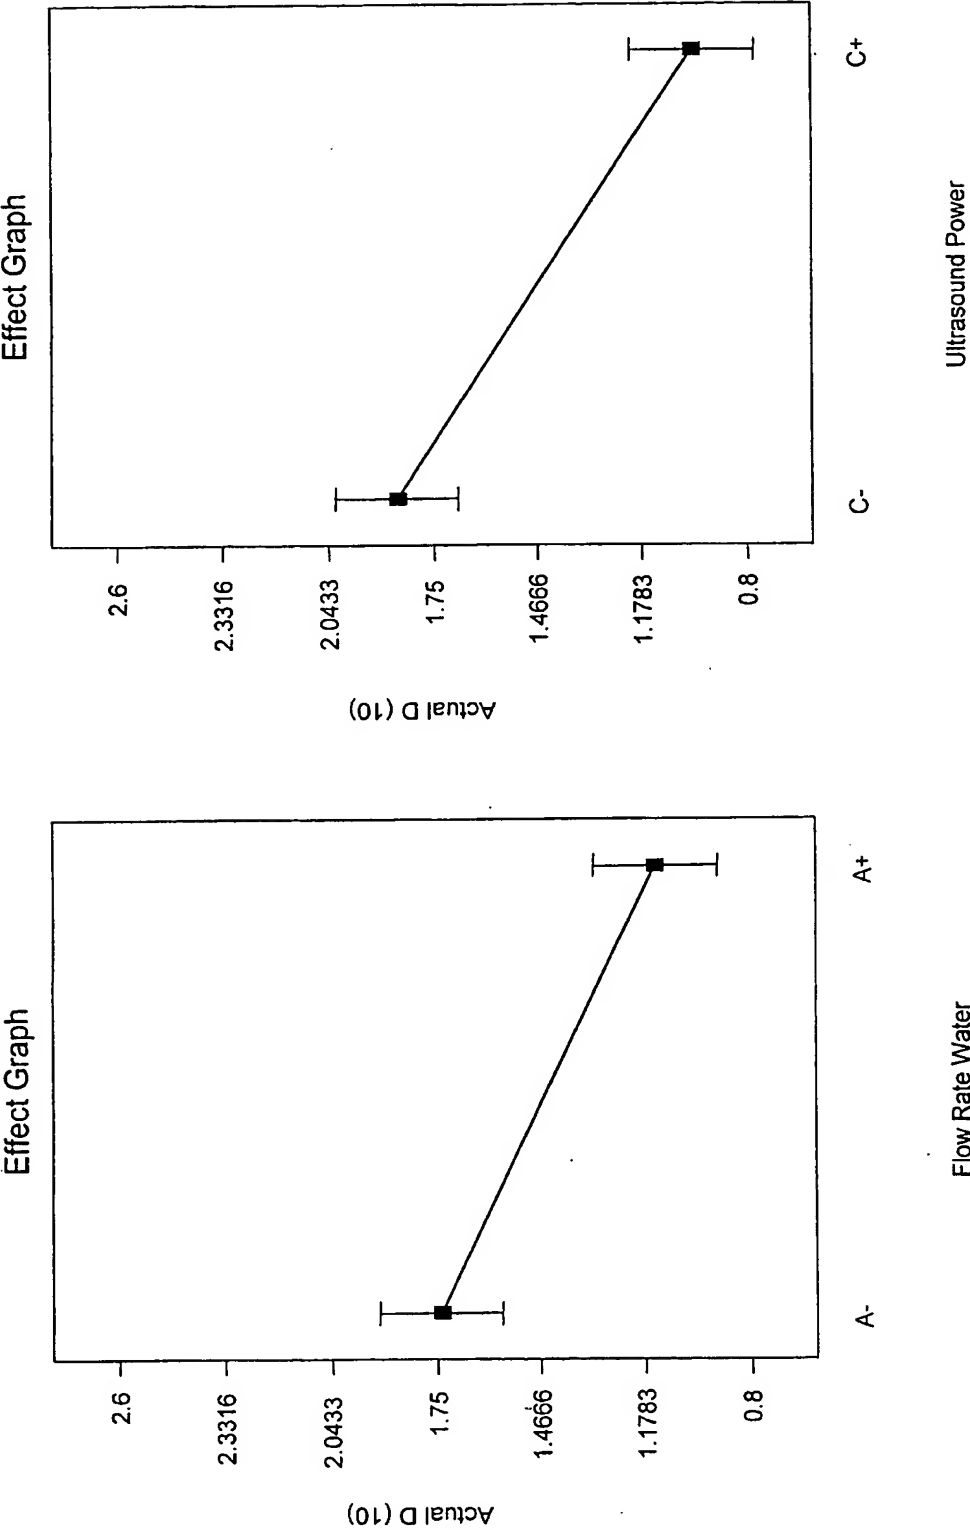 Effect Graph
Actual D (10)
2.6
2.3316
2.0433
1.75
1.4666
1.1783
0.8
A-
A+
Flow Rate Water
Effect Graph
Actual D (10)
2.6
2.3316
2.0433
1.75
1.4666
1.1783
0.8
C-
C+
Ultrasound Power